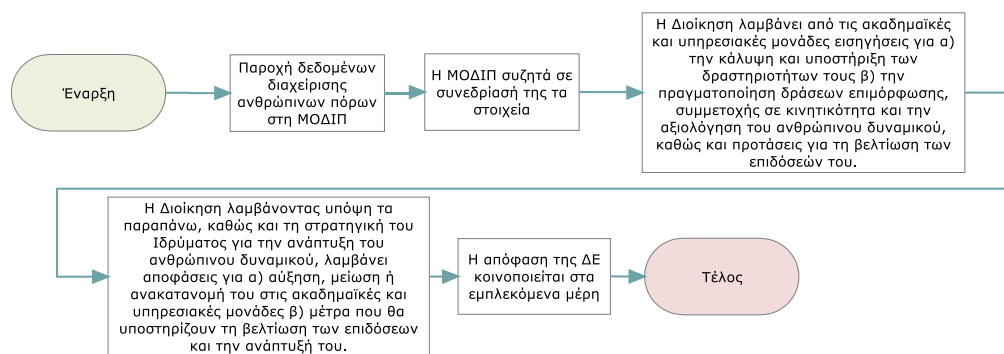 Έναρξη
Παροχή δεδομένων
διαχείρισης
ανθρώπινων πόρων
στη ΜΟΔΙΠ
Η ΜΟΔΙΠ συζητά σε
συνεδρίασή της τα
στοιχεία
Η Διοίκηση λαμβάνει από τις ακαδημαϊκές
και υπηρεσιακές μονάδες εισηγήσεις για α)
την κάλυψη και υποστήριξη των
δραστηριοτήτων τους β) την
πραγματοποίηση δράσεων επιμόρφωσης,
συμμετοχής σε κινητικότητα και την
αξιολόγηση του ανθρώπινου δυναμικού,
καθώς και προτάσεις για τη βελτίωση των
επιδόσεών του.
Η Διοίκηση λαμβάνοντας υπόψη τα
παραπάνω, καθώς και τη στρατηγική του
Ιδρύματος για την ανάπτυξη του
ανθρώπινου δυναμικού, λαμβάνει
αποφάσεις για α) αύξηση, μείωση ή
ανακατανομή του στις ακαδημαϊκές και
υπηρεσιακές μονάδες β) μέτρα που θα
υποστηρίζουν τη βελτίωση των επιδόσεων
και την ανάπτυξή του.
Η απόφαση της ΔΕ
κοινοποιείται στα
εμπλεκόμενα μέρη
Τέλος